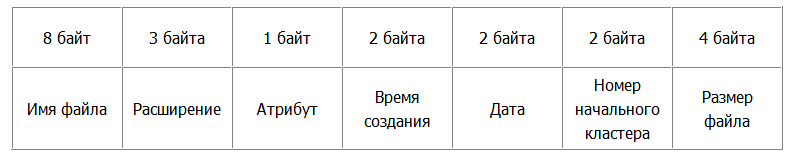 8 байт 3 байта 1 байт 2 байта 2 байта 2 байта 4 байта
Имя файла Расширение Атрибут Время создания Дата Номер начального кластера Размер файла